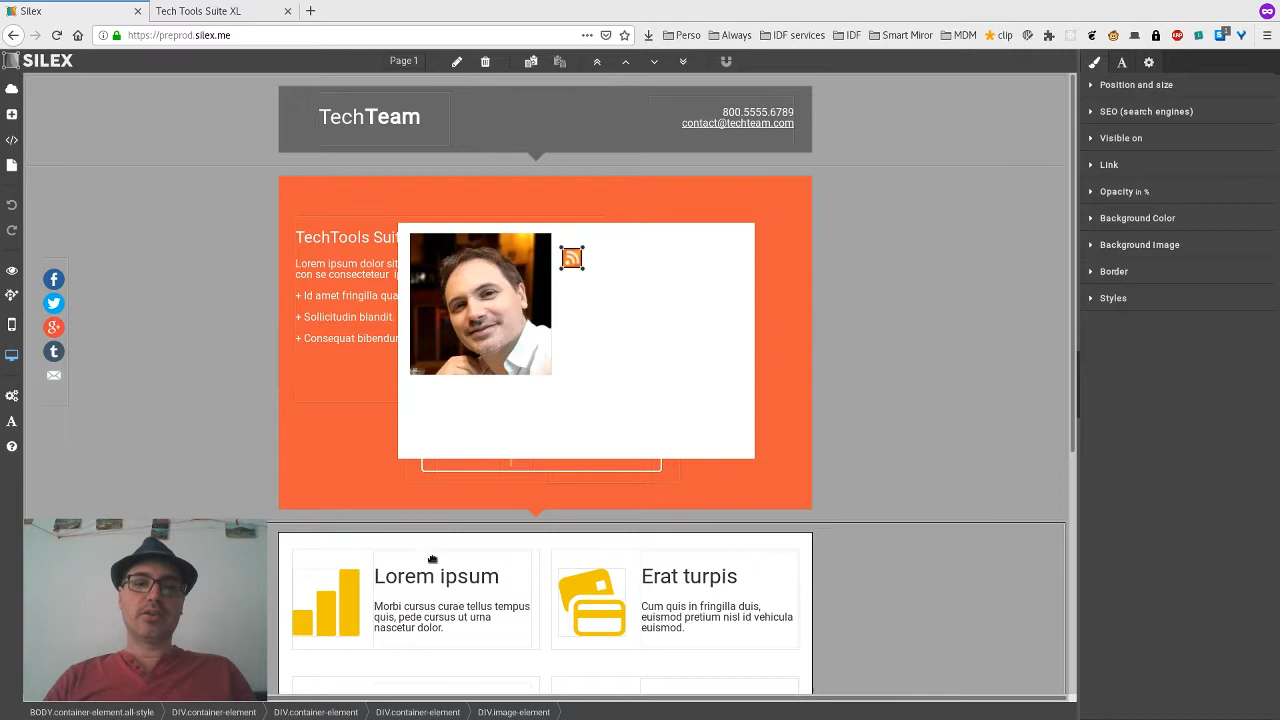 Silex
Tech Tools Suite XL
https://preprod.silex.me
Perso
Always
IDF services
IDF
Smart Miror
MDM
clip
SILEX
Page 1
Position and size
SEO (search engines)
Visible on
Link
Opacity in %
Background Color
Background Image
Border
Styles
TechTeam
800.5555.6789
contact@techteam.com
TechTools Suit
Lorem ipsum dolor sit
con se consecteteur i
+ Id amet fringilla qua
+ Sollicitudin blandit.
+ Consequat bibendum
Lorem ipsum
Morbi cursus curae tellus tempus
quis, pede cursus ut urna
nascetur dolor.
Erat turpis
Cum quis in fringilla duis,
euismod pretium nisl id vehicula
euismod.
BODY.container-element.all-style
DIV.container-element
DIV.container-element
DIV.container-element
DIV.image-element